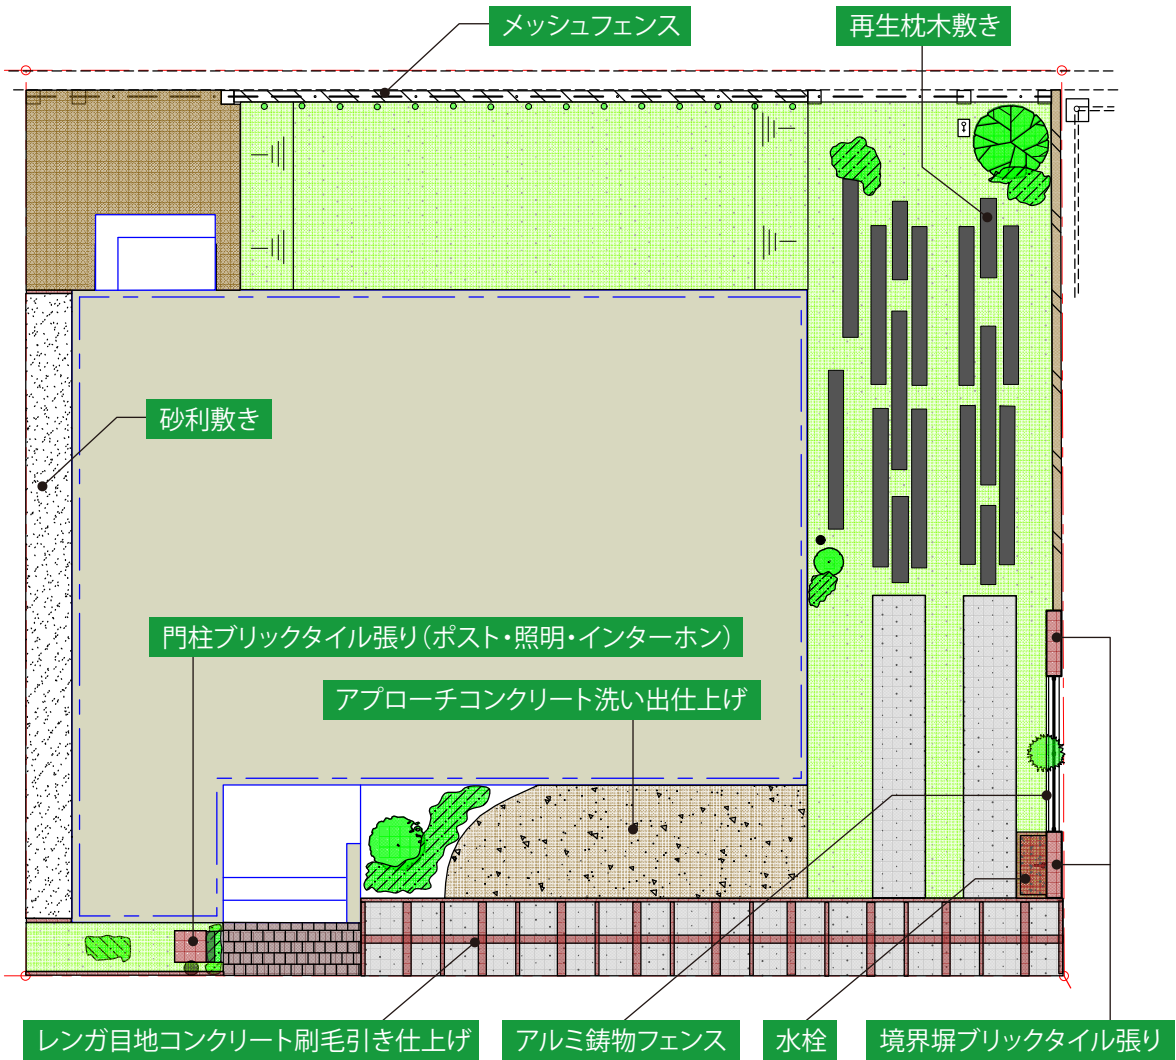 メッシュフェンス
再生枕木敷き
砂利敷き
門柱ブリックタイル張り(ポスト・照明・インターホン)
アプローチコンクリート洗い出仕上げ
レンガ目地コンクリート刷毛引き仕上げ
アルミ鋳物フェンス
水栓
境界塀ブリックタイル張り